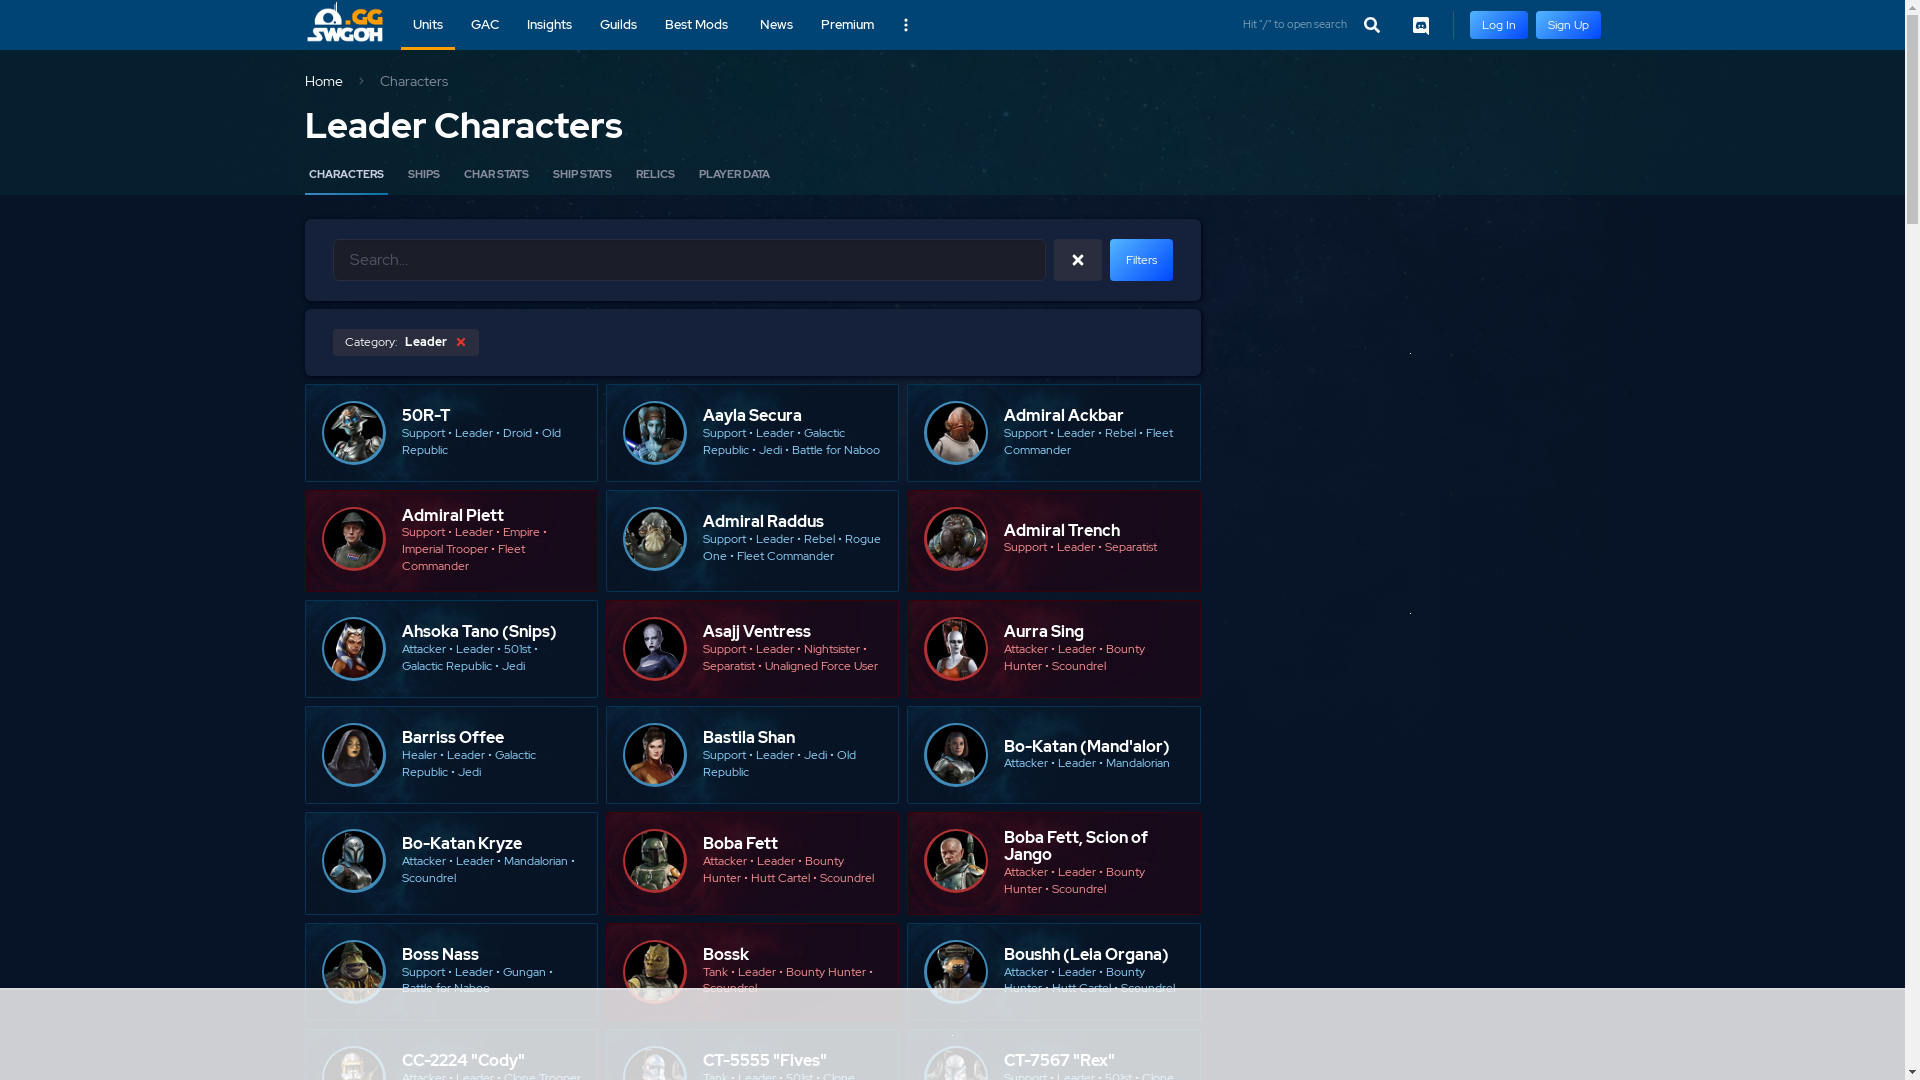 .GG
SWGOH
Units
GAC
Insights
Guilds
Best Mods
News
Premium
Hit "/" to open search
Log In
Sign Up
Home
Characters
Leader Characters
CHARACTERS
SHIPS
CHAR STATS
SHIP STATS
RELICS
PLAYER DATA
Search...
Filters
Category: Leader
50R-T
Support • Leader • Droid • Old
Republic
Aayla Secura
Support • Leader • Galactic
Republic • Jedi • Battle for Naboo
Admiral Ackbar
Support • Leader • Rebel • Fleet
Commander
Admiral Piett
Support • Leader • Empire •
Imperial Trooper • Fleet
Commander
Admiral Raddus
Support • Leader • Rebel • Rogue
One • Fleet Commander
Admiral Trench
Support • Leader • Separatist
Ahsoka Tano (Snips)
Attacker • Leader • 501st •
Galactic Republic • Jedi
Asajj Ventress
Support • Leader • Nightsister •
Separatist • Unaligned Force User
Aurra Sing
Attacker • Leader • Bounty
Hunter • Scoundrel
Barriss Offee
Healer • Leader • Galactic
Republic • Jedi
Bastila Shan
Support • Leader • Jedi • Old
Republic
Bo-Katan (Mand'alor)
Attacker • Leader • Mandalorian
Bo-Katan Kryze
Attacker • Leader • Mandalorian •
Scoundrel
Boba Fett
Attacker • Leader • Bounty
Hunter • Hutt Cartel • Scoundrel
Boba Fett, Scion of
Jango
Attacker • Leader • Bounty
Hunter • Scoundrel
Boss Nass
Support • Leader • Gungan •
Battle for Naboo
Bossk
Tank • Leader • Bounty Hunter •
Scoundrel
Boushh (Leia Organa)
Attacker • Leader • Bounty
Hunter • Hutt Cartel • Scoundrel
CC-2224 "Cody"
Attacker • Leader • Clone Trooper
CT-5555 "Fives"
Tank • Leader • 501st • Clone
CT-7567 "Rex"
Support • Leader • 501st • Clone